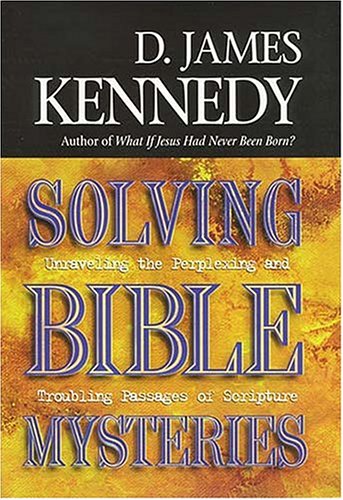 D. JAMES
KENNEDY
Author of What If Jesus Had Never Been Born?
SOLVING
Unraveling the Perplexing and
BIBLE
Troubling Passages of Scripture
MYSTERIES